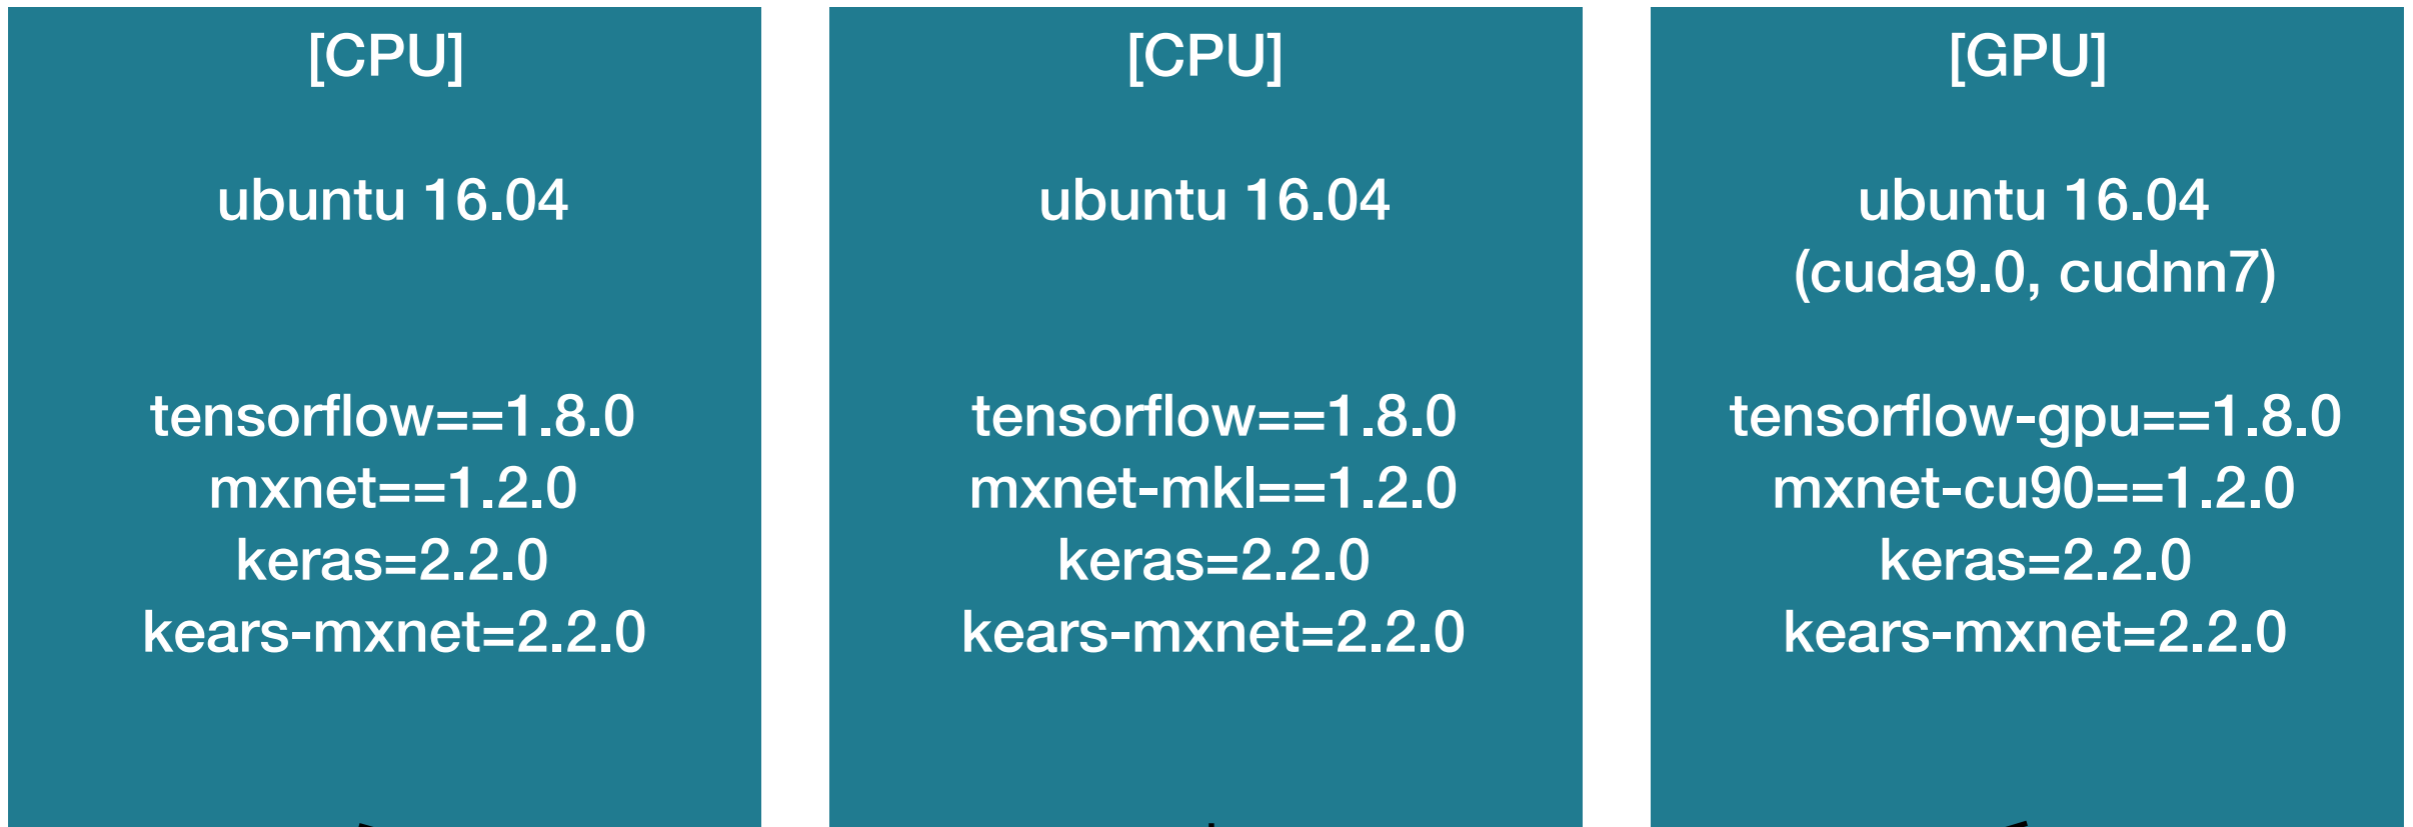 [CPU]
ubuntu 16.04
tensorflow==1.8.0
mxnet==1.2.0
keras=2.2.0
kears-mxnet=2.2.0
[CPU]
ubuntu 16.04
tensorflow==1.8.0
mxnet-mkl==1.2.0
keras=2.2.0
kears-mxnet=2.2.0
[GPU]
ubuntu 16.04
(cuda9.0, cudnn7)
tensorflow-gpu==1.8.0
mxnet-cu90==1.2.0
keras=2.2.0
kears-mxnet=2.2.0